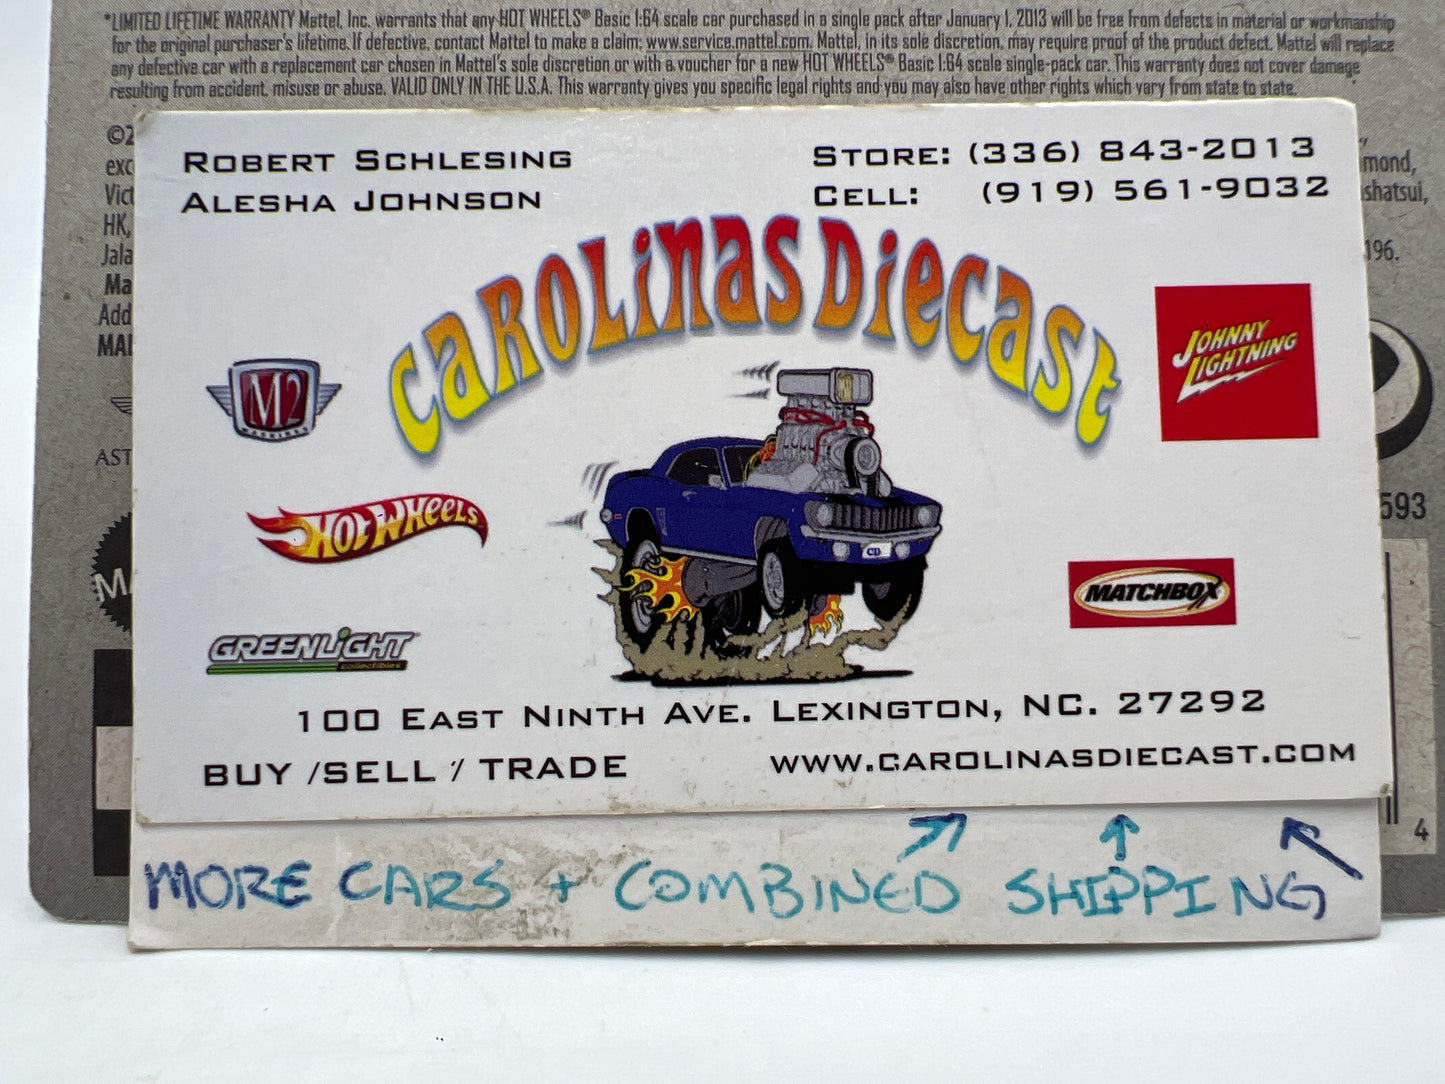 *LIMITED LIFETIME WARRANTY Mattel, Inc. warrants that any HOT WHEELS® Basic 1:64 scale car purchased in a single pack after January 1, 2013 will be free from defects in material or workmanship
for the original purchaser's lifetime. If defective, contact Mattel to make a claim: www.service.mattel.com. Mattel, in its sole discretion, may require proof of the product defect. Mattel will replace
any defective car with a replacement car chosen in Mattel's sole discretion or with a voucher for a new HOT WHEELS® Basic 1:64 scale single-pack car. This warranty does not cover damage
resulting from accident, misuse or abuse. VALID ONLY IN THE U.S.A. This warranty gives you specific legal rights and you may also have other rights which vary from state to state.
ROBERT SCHLESING
ALESHA JOHNSON
STORE: (336) 843-2013
CELL: (919) 561-9032
CAROLINAS DIECAST
M2
MACHINES
JOHNNY
LIGHTNING
HOT WHEELS
MATCHBOX
GREENLIGHT
collectibles
100 EAST NINTH AVE. LEXINGTON, NC. 27292
BUY /SELL / TRADE
WWW.CAROLINASDIECAST.COM
MORE CARS + COMBINED SHIPPING
HK,
196.
593
4